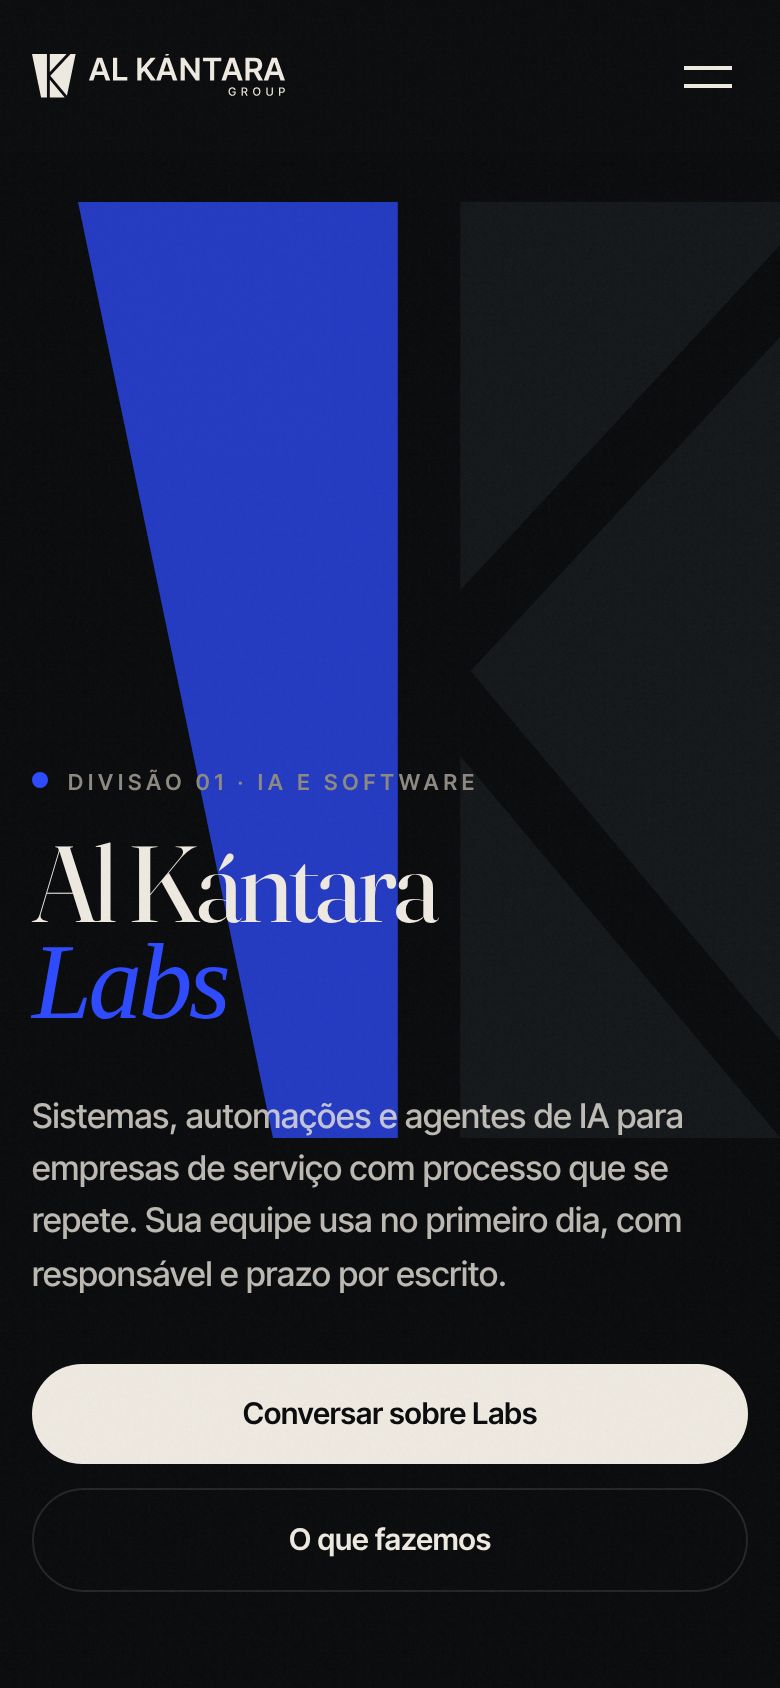 AL KÁNTARA
GROUP
DIVISÃO 01 · IA E SOFTWARE
Al Kántara
Labs
Sistemas, automações e agentes de IA para
empresas de serviço com processo que se
repete. Sua equipe usa no primeiro dia, com
responsável e prazo por escrito.
Conversar sobre Labs
O que fazemos